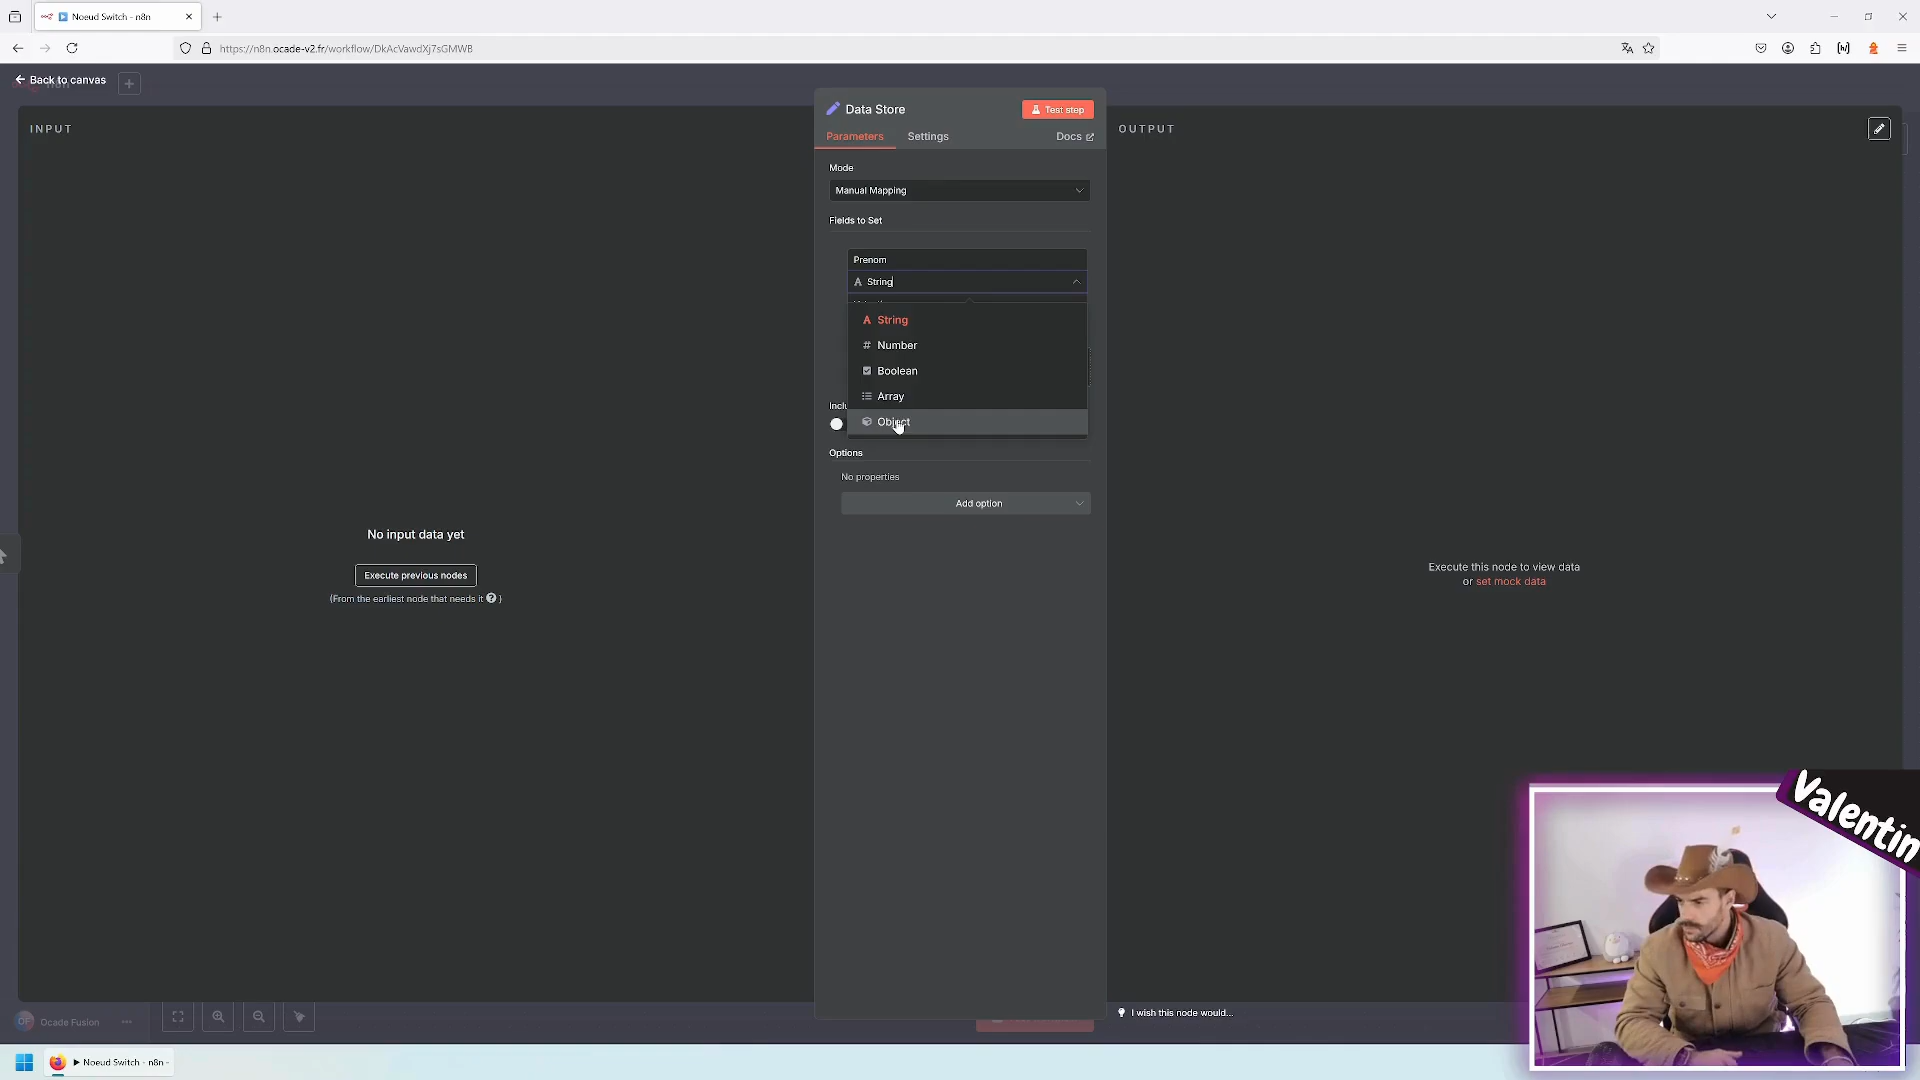 Noeud Switch - n8n
https://n8n.ocade-v2.fr/workflow/DkAcVawdXj7sGMWB
Back to canvas
n8n
INPUT
Data Store
Test step
OUTPUT
Parameters
Settings
Docs
Mode
Manual Mapping
Fields to Set
Prenom
String
String
Number
Boolean
Array
Object
Options
No properties
Add option
No input data yet
Execute previous nodes
(From the earliest node that needs it ? )
Execute this node to view data
or set mock data
I wish this node would...
OF Ocade Fusion
Valentin
Noeud Switch - n8n -